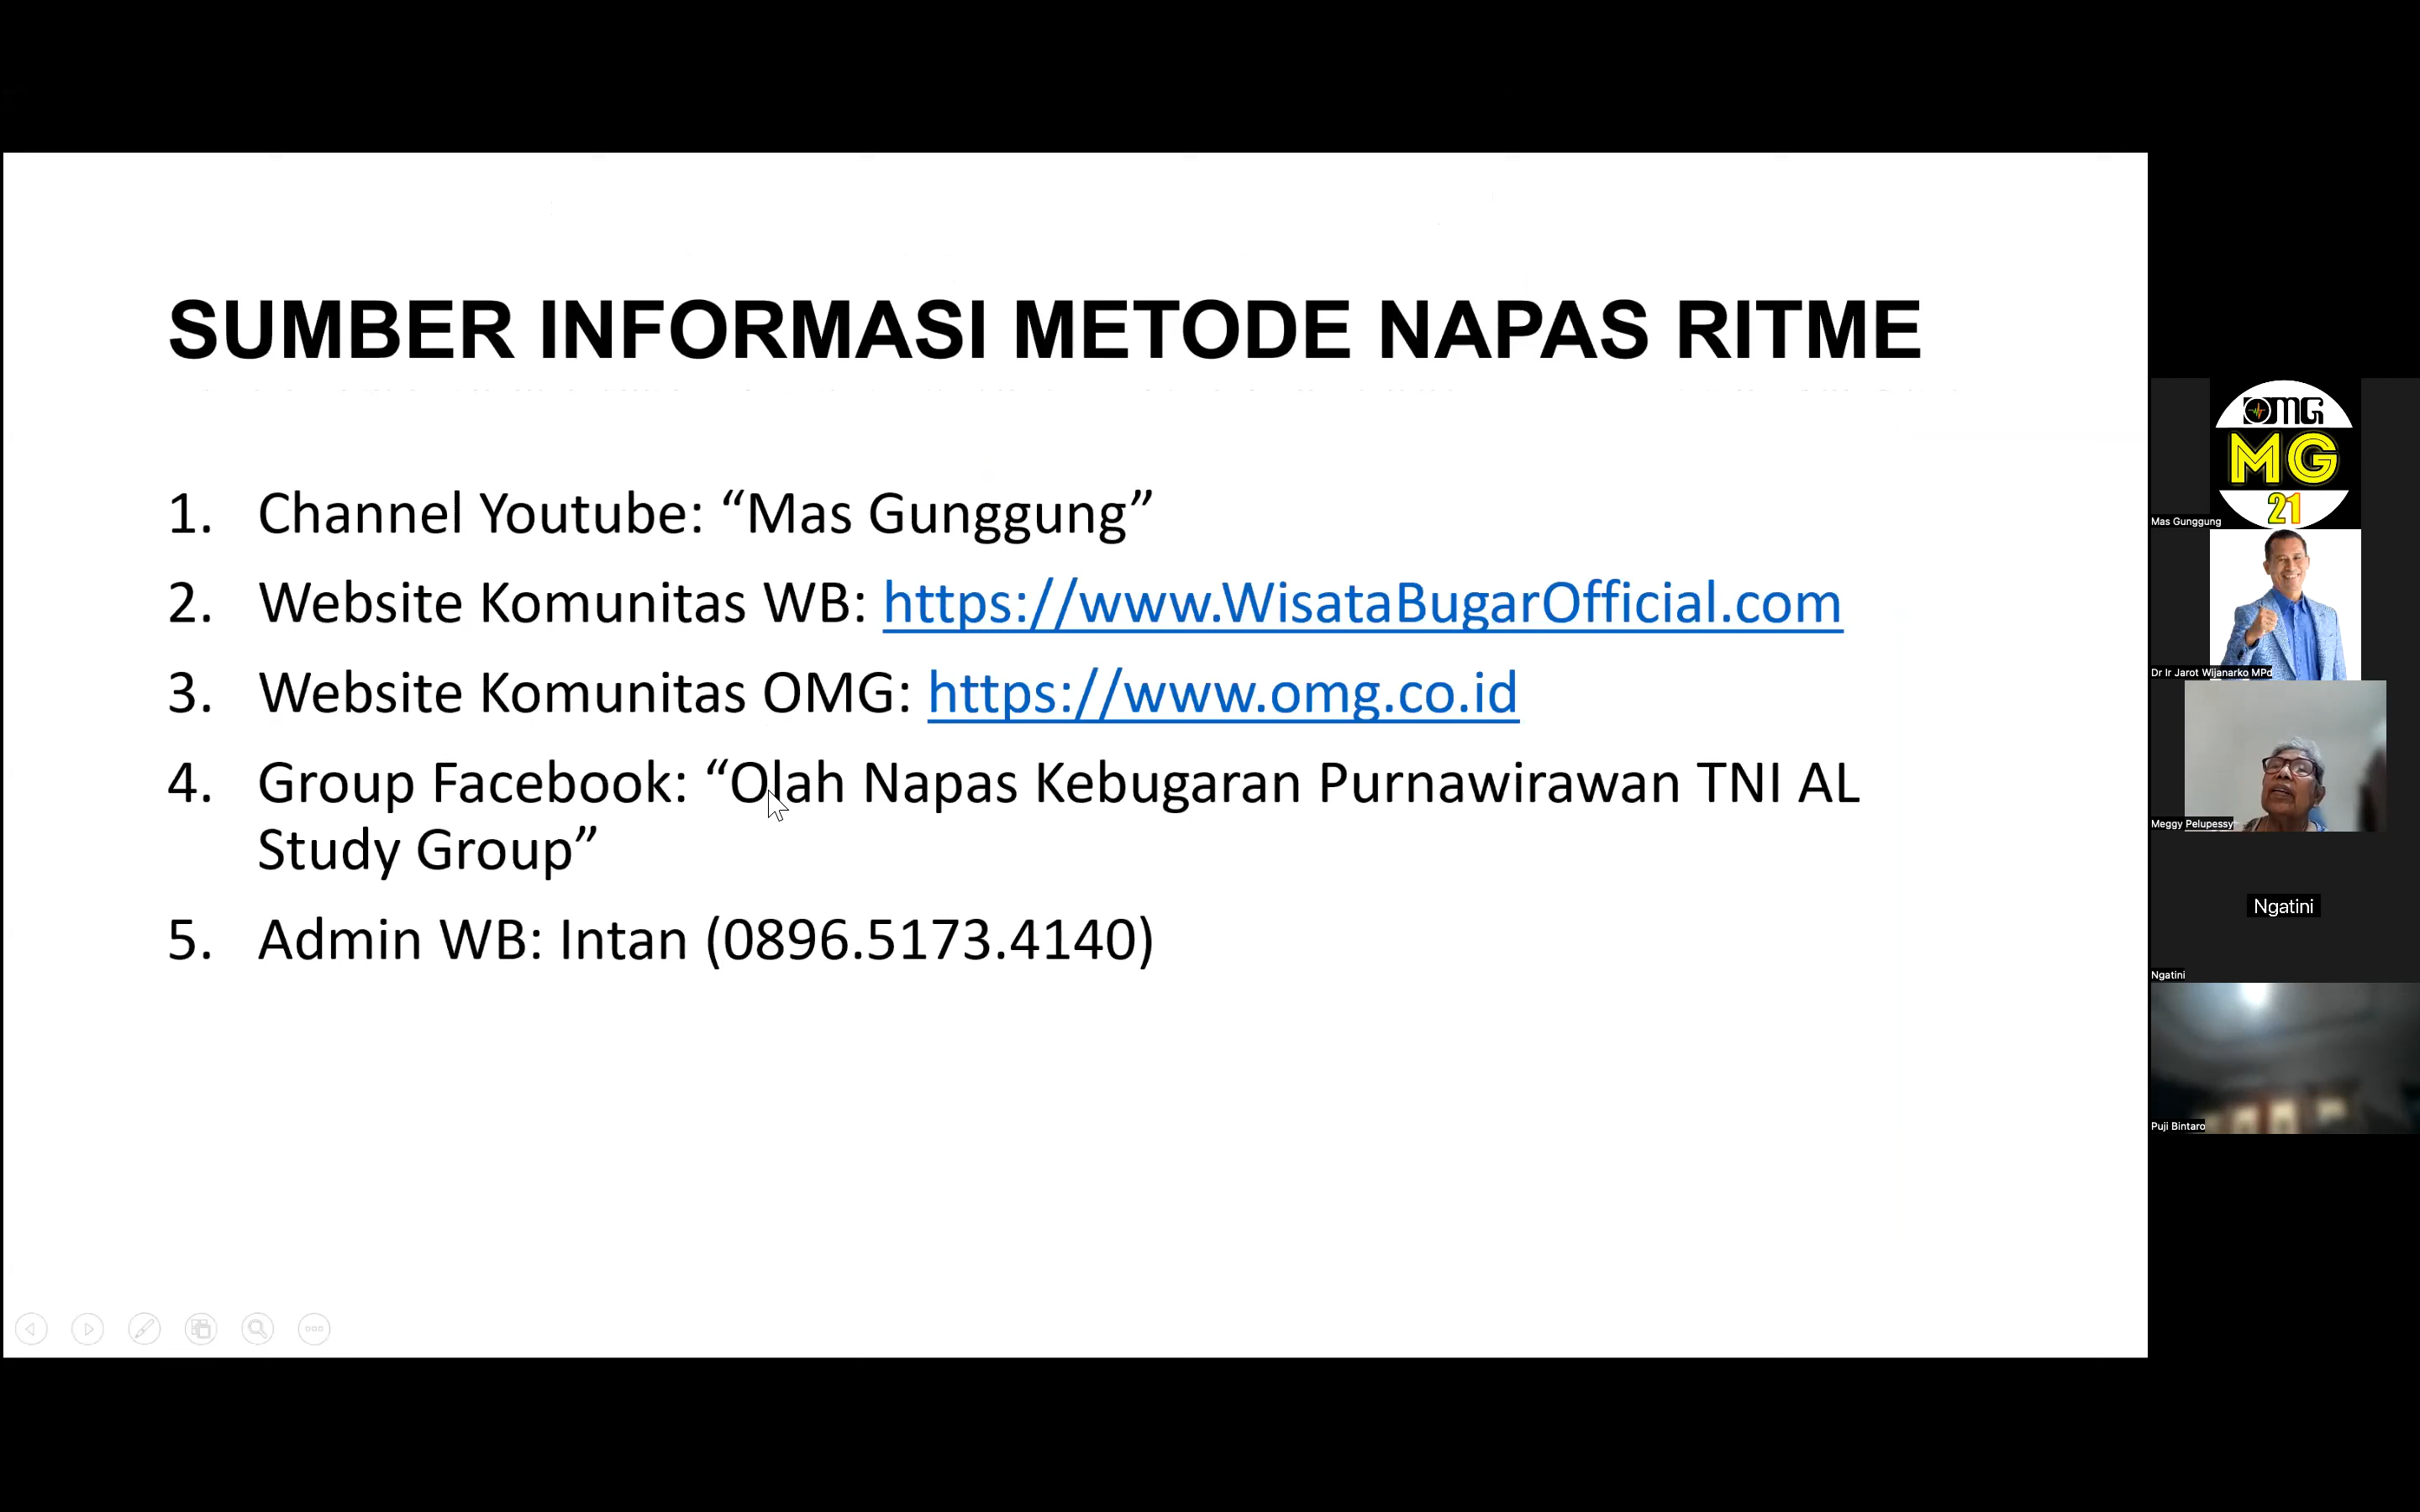 SUMBER INFORMASI METODE NAPAS RITME
1. Channel Youtube: “Mas Gunggung”
2. Website Komunitas WB: https://www.WisataBugarOfficial.com
3. Website Komunitas OMG: https://www.omg.co.id
4. Group Facebook: “Olah Napas Kebugaran Purnawirawan TNI AL
Study Group”
5. Admin WB: Intan (0896.5173.4140)
OMG
MG
21
Mas Gunggung
Dr Ir Jarot Wijanarko MPd
Meggy Pelupessy
Ngatini
Ngatini
Puji Bintaro